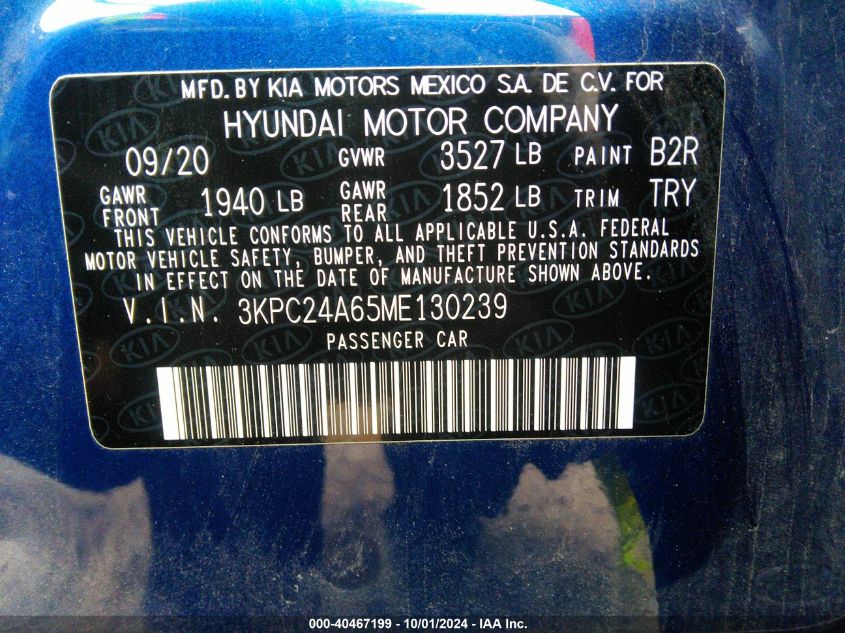 MFD. BY KIA MOTORS MEXICO S.A. DE C.V. FOR
HYUNDAI MOTOR COMPANY
09/20 GVWR 3527 LB PAINT B2R
GAWR FRONT 1940 LB GAWR REAR 1852 LB TRIM TRY
THIS VEHICLE CONFORMS TO ALL APPLICABLE U.S.A. FEDERAL
MOTOR VEHICLE SAFETY, BUMPER, AND THEFT PREVENTION STANDARDS
IN EFFECT ON THE DATE OF MANUFACTURE SHOWN ABOVE.
V.I.N. 3KPC24A65ME130239
PASSENGER CAR
000-40467199 - 10/01/2024 - IAA Inc.